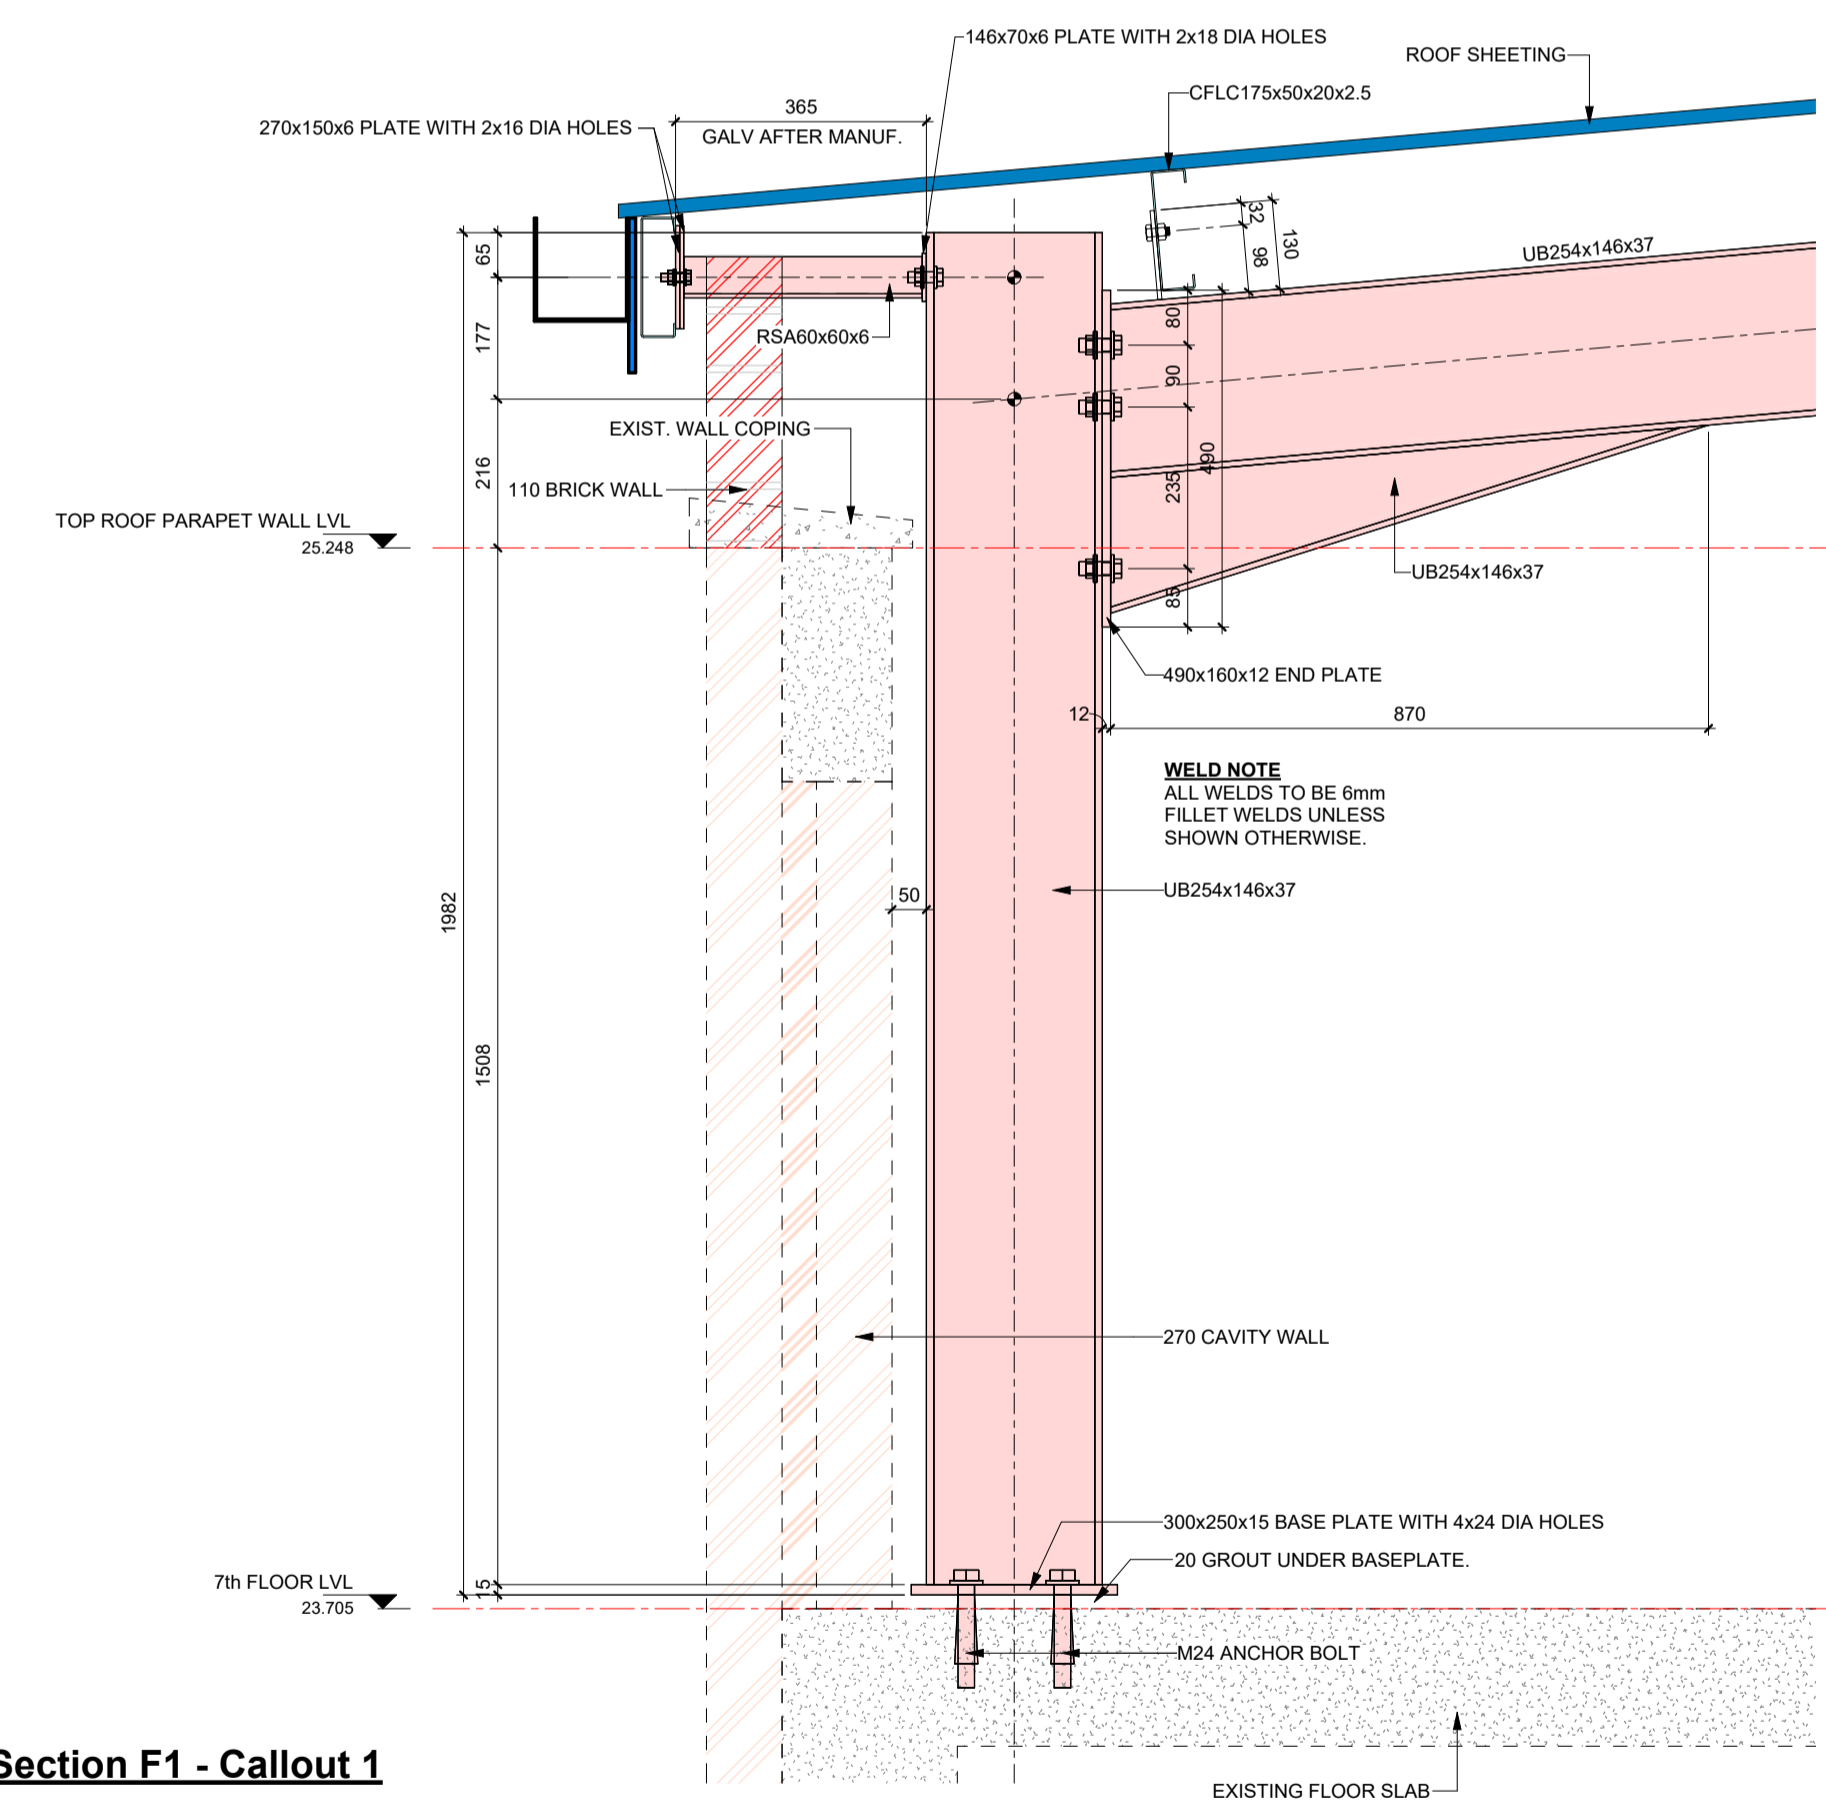 146x70x6 PLATE WITH 2x18 DIA HOLES
ROOF SHEETING
CFLC175x50x20x2.5
365
270x150x6 PLATE WITH 2x16 DIA HOLES
GALV AFTER MANUF.
32
130
98
UB254x146x37
65
177
216
80
90
235
490
85
RSA60x60x6
EXIST. WALL COPING
110 BRICK WALL
TOP ROOF PARAPET WALL LVL
25.248
UB254x146x37
490x160x12 END PLATE
12
870
WELD NOTE
ALL WELDS TO BE 6mm
FILLET WELDS UNLESS
SHOWN OTHERWISE.
UB254x146x37
50
1982
1508
270 CAVITY WALL
300x250x15 BASE PLATE WITH 4x24 DIA HOLES
20 GROUT UNDER BASEPLATE.
15
7th FLOOR LVL
23.705
M24 ANCHOR BOLT
Section F1 - Callout 1
EXISTING FLOOR SLAB